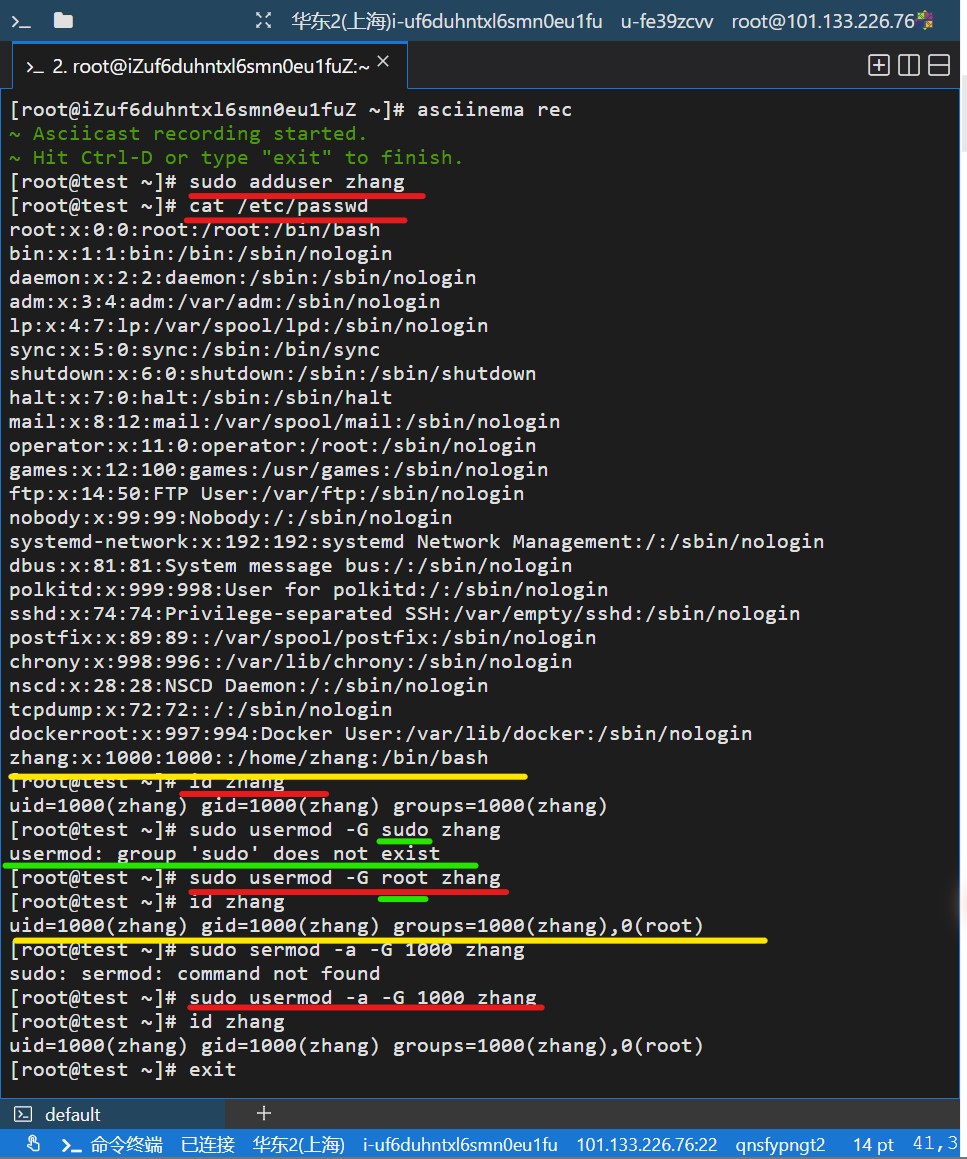 华东2(上海)i-uf6duhntxl6smn0eu1fu u-fe39zcvv root@101.133.226.76
2. root@iZuf6duhntxl6smn0eu1fuZ:~ ×
[root@iZuf6duhntxl6smn0eu1fuZ ~]# asciinema rec
~ Asciicast recording started.
~ Hit Ctrl-D or type "exit" to finish.
[root@test ~]# sudo adduser zhang
[root@test ~]# cat /etc/passwd
root:x:0:0:root:/root:/bin/bash
bin:x:1:1:bin:/bin:/sbin/nologin
daemon:x:2:2:daemon:/sbin:/sbin/nologin
adm:x:3:4:adm:/var/adm:/sbin/nologin
lp:x:4:7:lp:/var/spool/lpd:/sbin/nologin
sync:x:5:0:sync:/sbin:/bin/sync
shutdown:x:6:0:shutdown:/sbin:/sbin/shutdown
halt:x:7:0:halt:/sbin:/sbin/halt
mail:x:8:12:mail:/var/spool/mail:/sbin/nologin
operator:x:11:0:operator:/root:/sbin/nologin
games:x:12:100:games:/usr/games:/sbin/nologin
ftp:x:14:50:FTP User:/var/ftp:/sbin/nologin
nobody:x:99:99:Nobody:/:/sbin/nologin
systemd-network:x:192:192:systemd Network Management:/:/sbin/nologin
dbus:x:81:81:System message bus:/:/sbin/nologin
polkitd:x:999:998:User for polkitd:/:/sbin/nologin
sshd:x:74:74:Privilege-separated SSH:/var/empty/sshd:/sbin/nologin
postfix:x:89:89::/var/spool/postfix:/sbin/nologin
chrony:x:998:996::/var/lib/chrony:/sbin/nologin
nscd:x:28:28:NSCD Daemon:/:/sbin/nologin
tcpdump:x:72:72::/:/sbin/nologin
dockerroot:x:997:994:Docker User:/var/lib/docker:/sbin/nologin
zhang:x:1000:1000::/home/zhang:/bin/bash
[root@test ~]# id zhang
uid=1000(zhang) gid=1000(zhang) groups=1000(zhang)
[root@test ~]# sudo usermod -G sudo zhang
usermod: group 'sudo' does not exist
[root@test ~]# sudo usermod -G root zhang
[root@test ~]# id zhang
uid=1000(zhang) gid=1000(zhang) groups=1000(zhang),0(root)
[root@test ~]# sudo sermod -a -G 1000 zhang
sudo: sermod: command not found
[root@test ~]# sudo usermod -a -G 1000 zhang
[root@test ~]# id zhang
uid=1000(zhang) gid=1000(zhang) groups=1000(zhang),0(root)
[root@test ~]# exit
default +
命令终端 已连接 华东2(上海) i-uf6duhntxl6smn0eu1fu 101.133.226.76:22 qnsfypngt2 14 pt 41,3